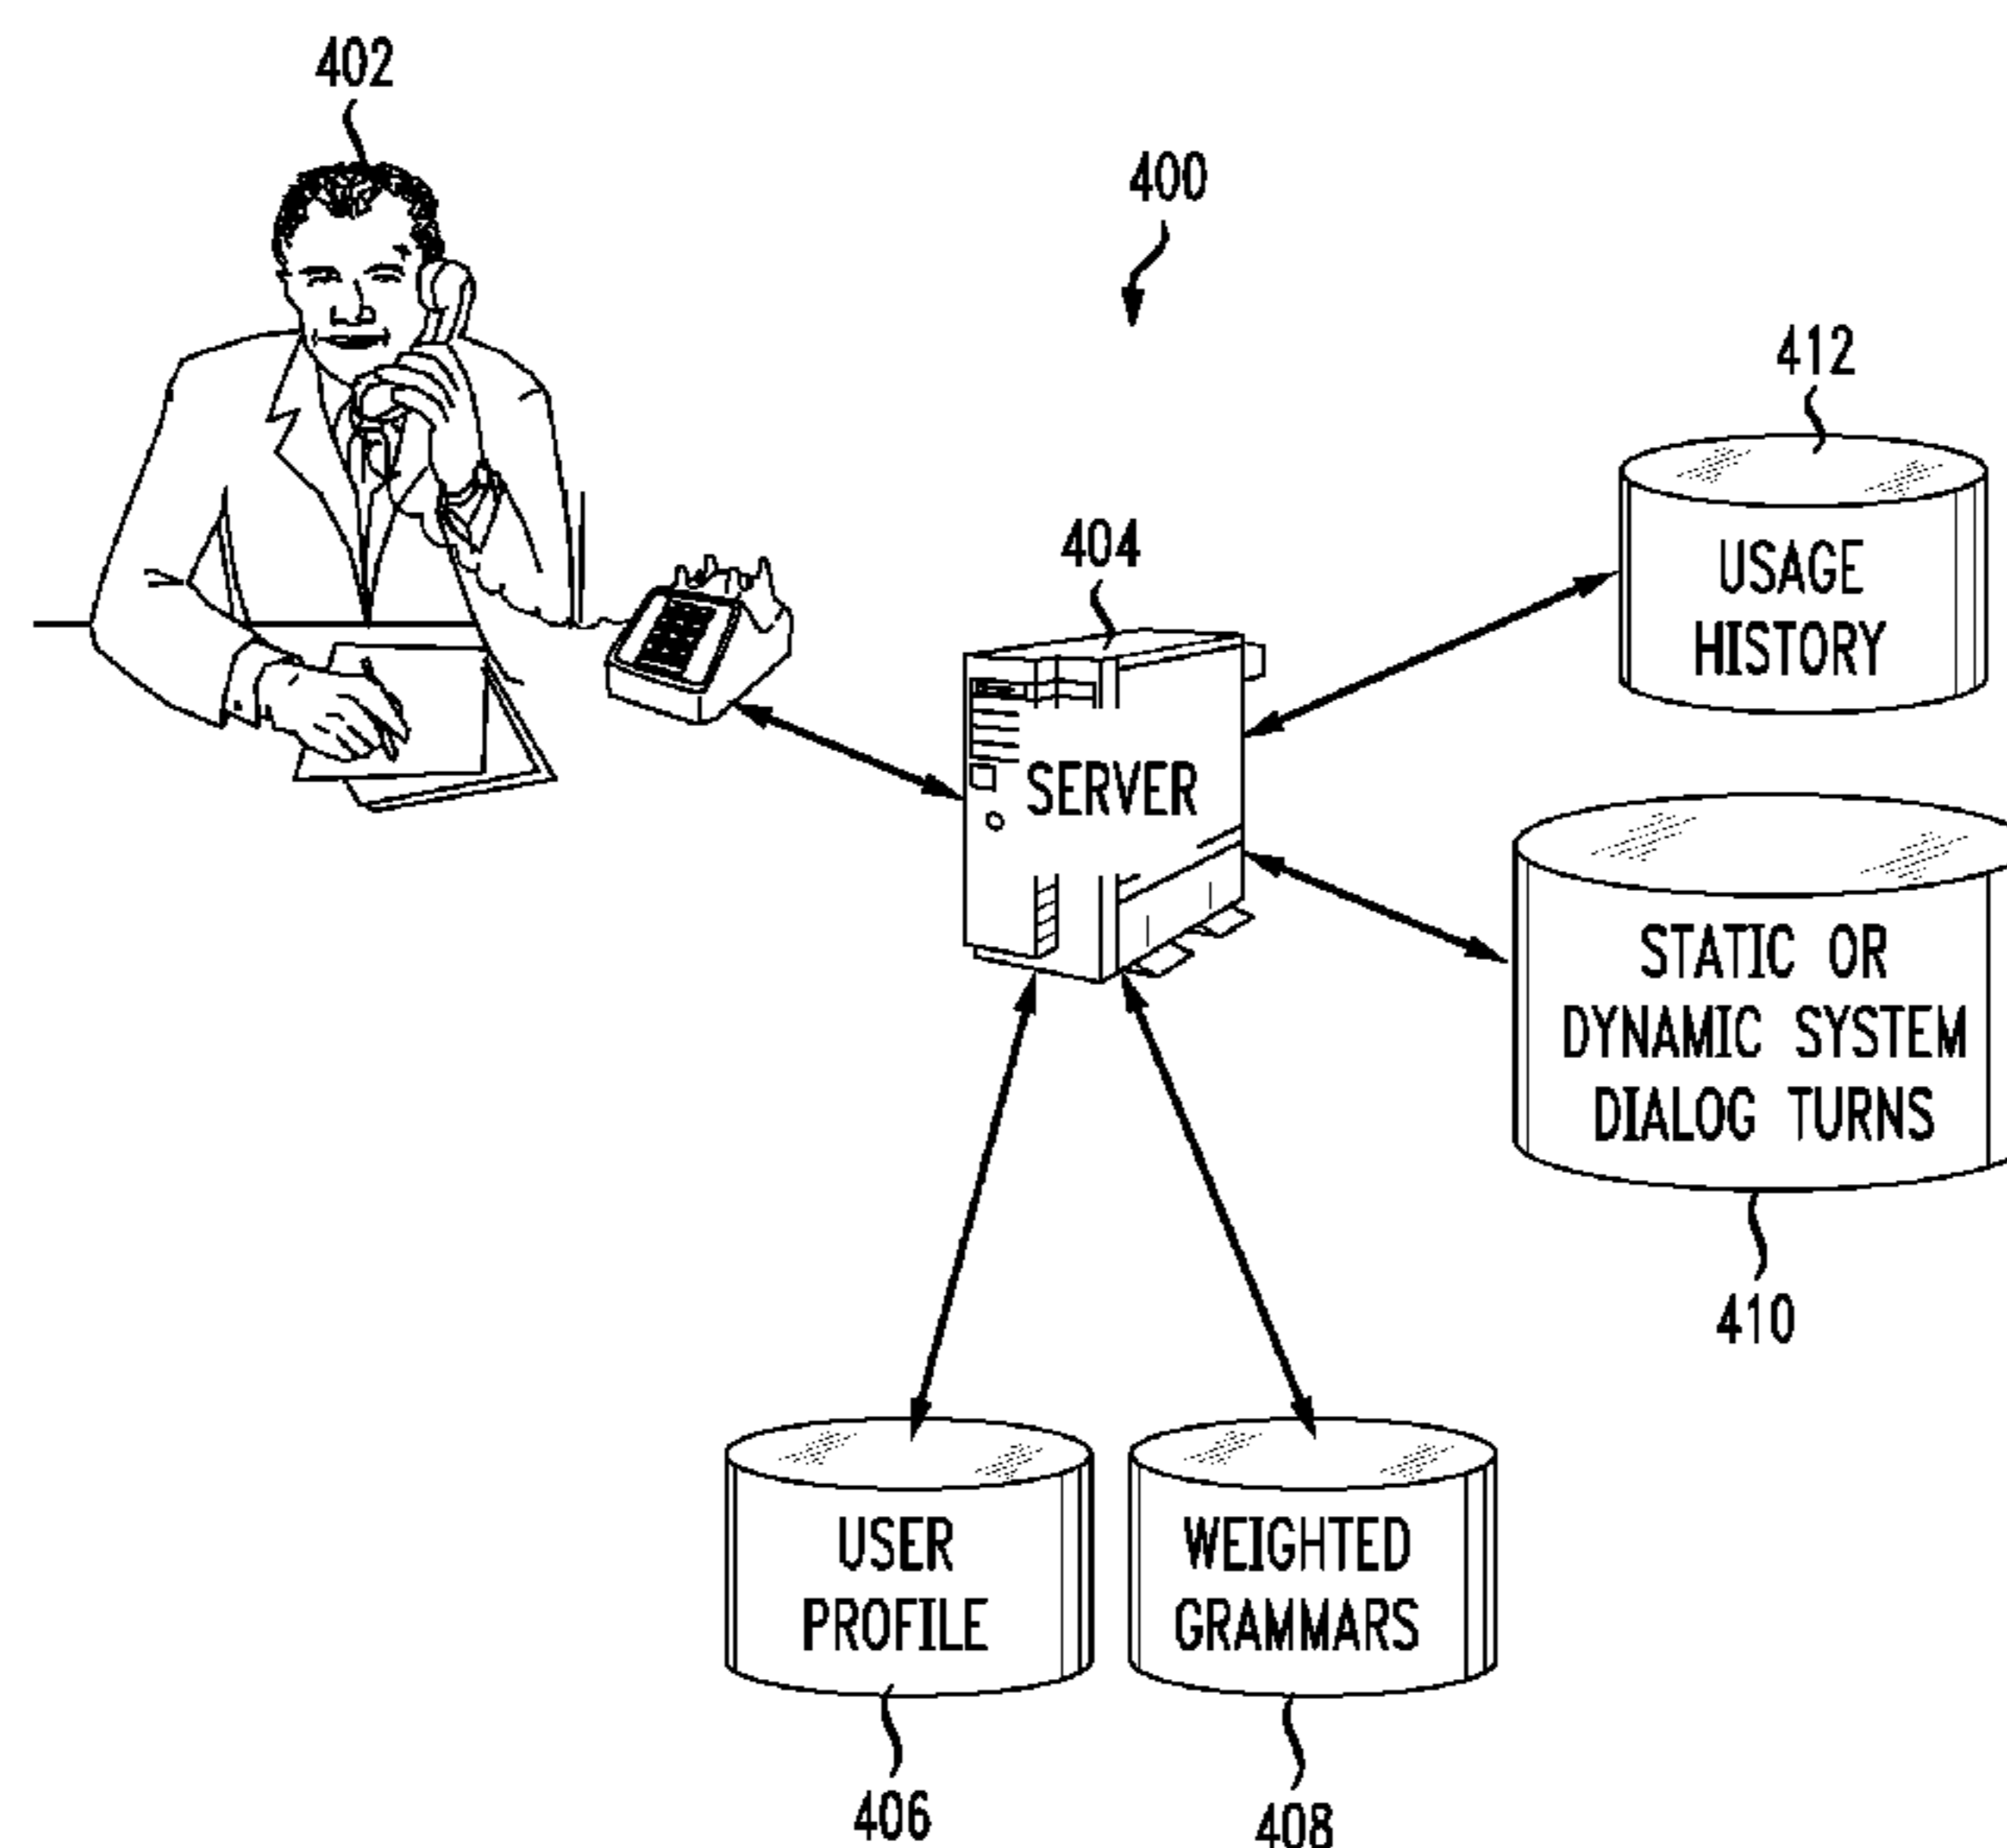 402
400
412
USAGE
HISTORY
404
SERVER
STATIC OR
DYNAMIC SYSTEM
DIALOG TURNS
410
USER
PROFILE
406
WEIGHTED
GRAMMARS
408